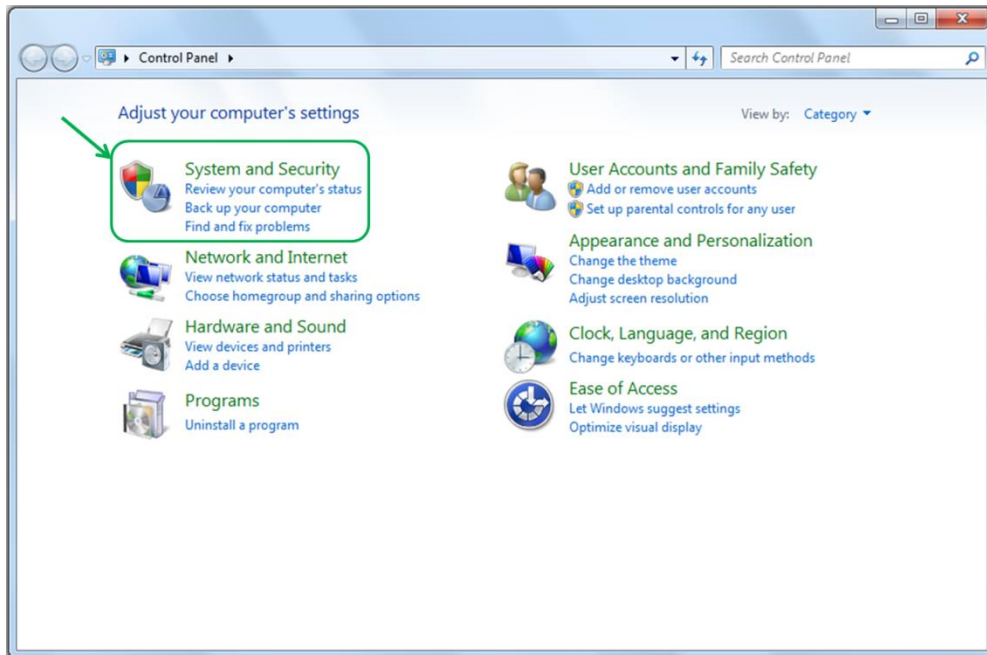 Control Panel
Search Control Panel
Adjust your computer's settings
View by: Category
System and Security
Review your computer's status
Back up your computer
Find and fix problems
Network and Internet
View network status and tasks
Choose homegroup and sharing options
Hardware and Sound
View devices and printers
Add a device
Programs
Uninstall a program
User Accounts and Family Safety
Add or remove user accounts
Set up parental controls for any user
Appearance and Personalization
Change the theme
Change desktop background
Adjust screen resolution
Clock, Language, and Region
Change keyboards or other input methods
Ease of Access
Let Windows suggest settings
Optimize visual display